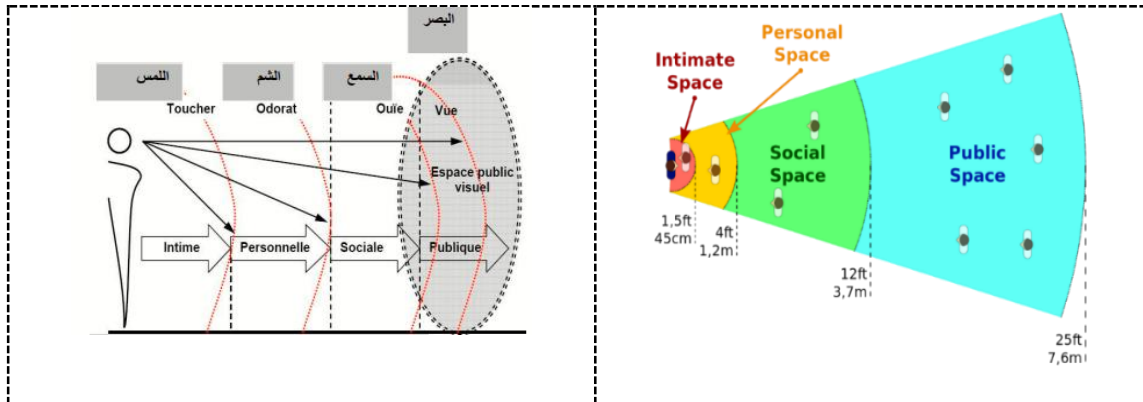 البصر
اللمس
الشم
السمع
Toucher
Odorat
Ouïe
Vue
Espace public
visuel
Intime
Personnelle
Sociale
Publique
Personal
Space
Intimate
Space
Social
Space
Public
Space
1,5ft
45cm
4ft
1,2m
12ft
3,7m
25ft
7,6m